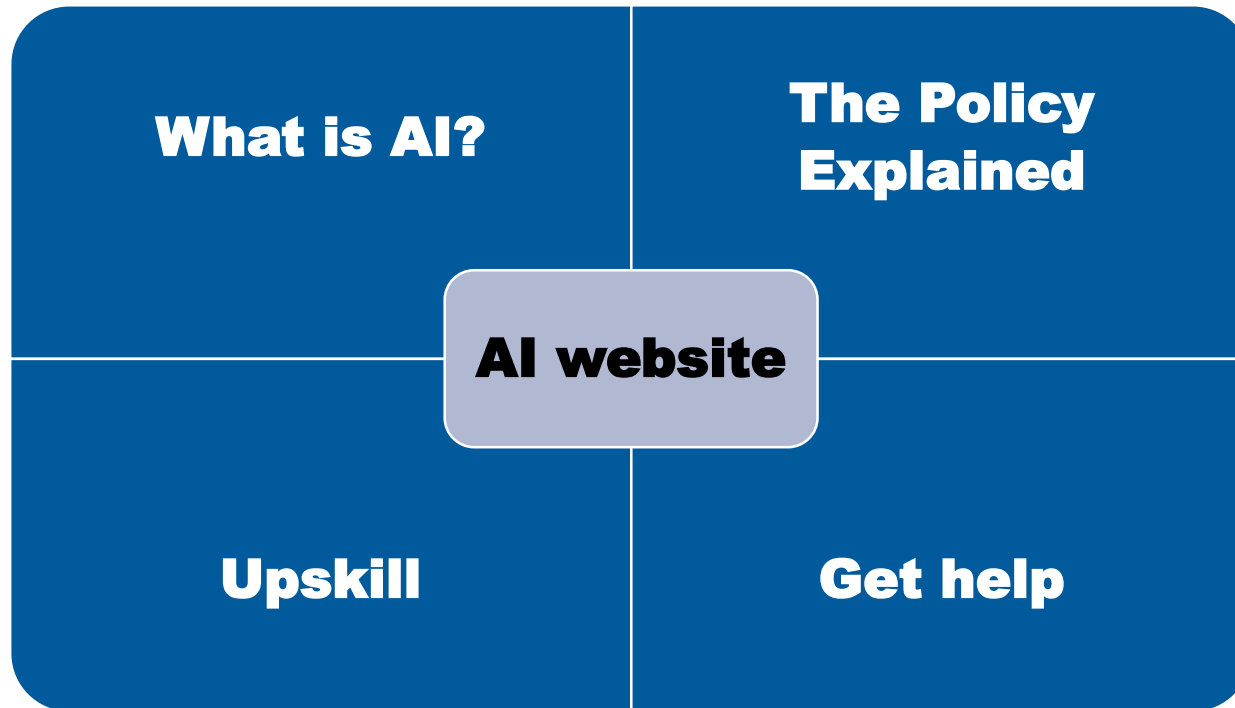 What is AI?
The Policy
Explained
AI website
Upskill
Get help